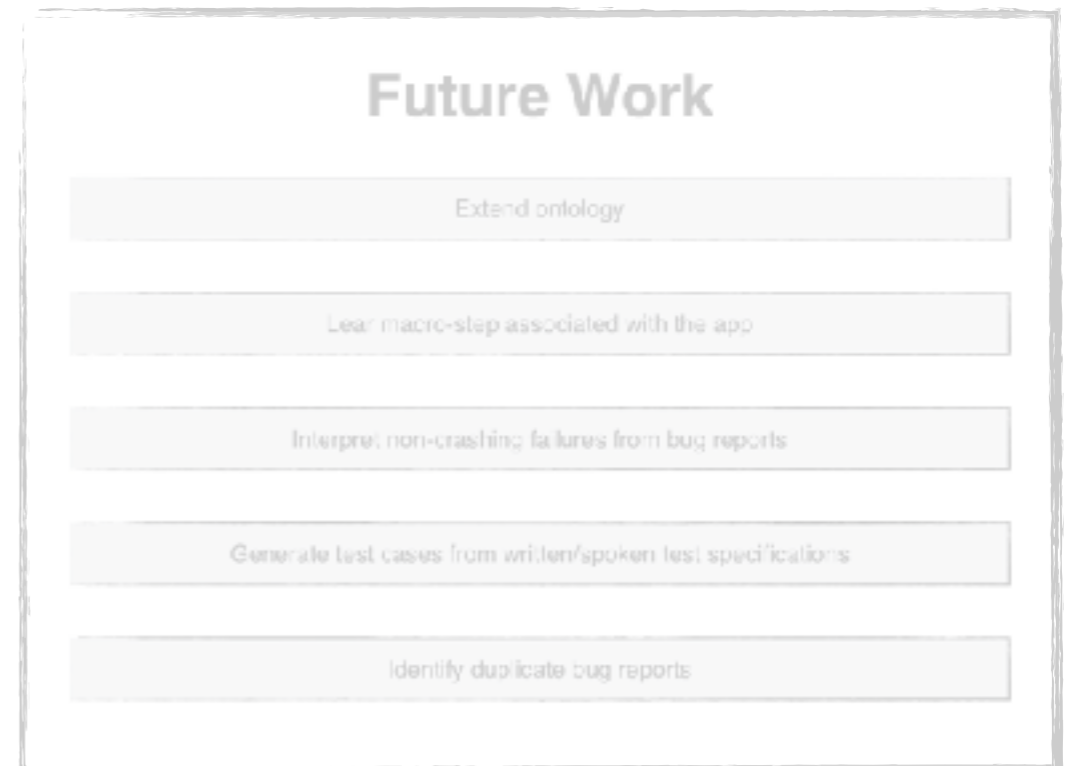 Future Work
Extend ontology
Lear macro-step associated with the app
Interpret non-crashing failures from bug reports
Generate test cases from written/spoken test specifications
Identify duplicate bug reports